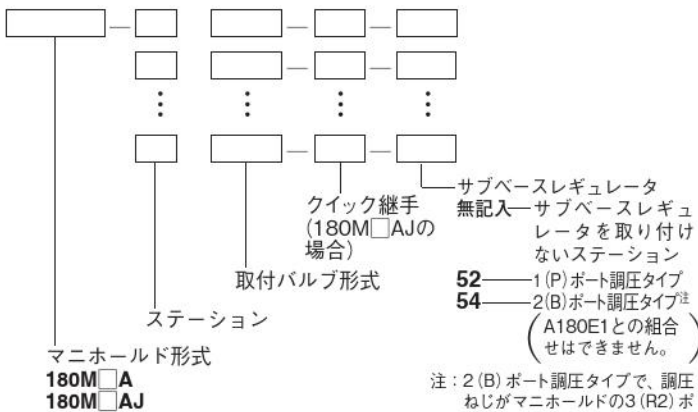 クイック継手
(180M□AJの
場合)
取付バルブ形式
ステーション
マニホールド形式
180M□A
180M□AJ
サブベースレギュレータ
無記入―サブベースレギュ
レータを取り付け
ないステーション
52―1(P)ポート調圧タイプ
54―2(B)ポート調圧タイプ注
(A180E1との組合
せはできません。)
注：2(B)ポート調圧タイプで、調圧
ねじがマニホールドの3(R2)ポ